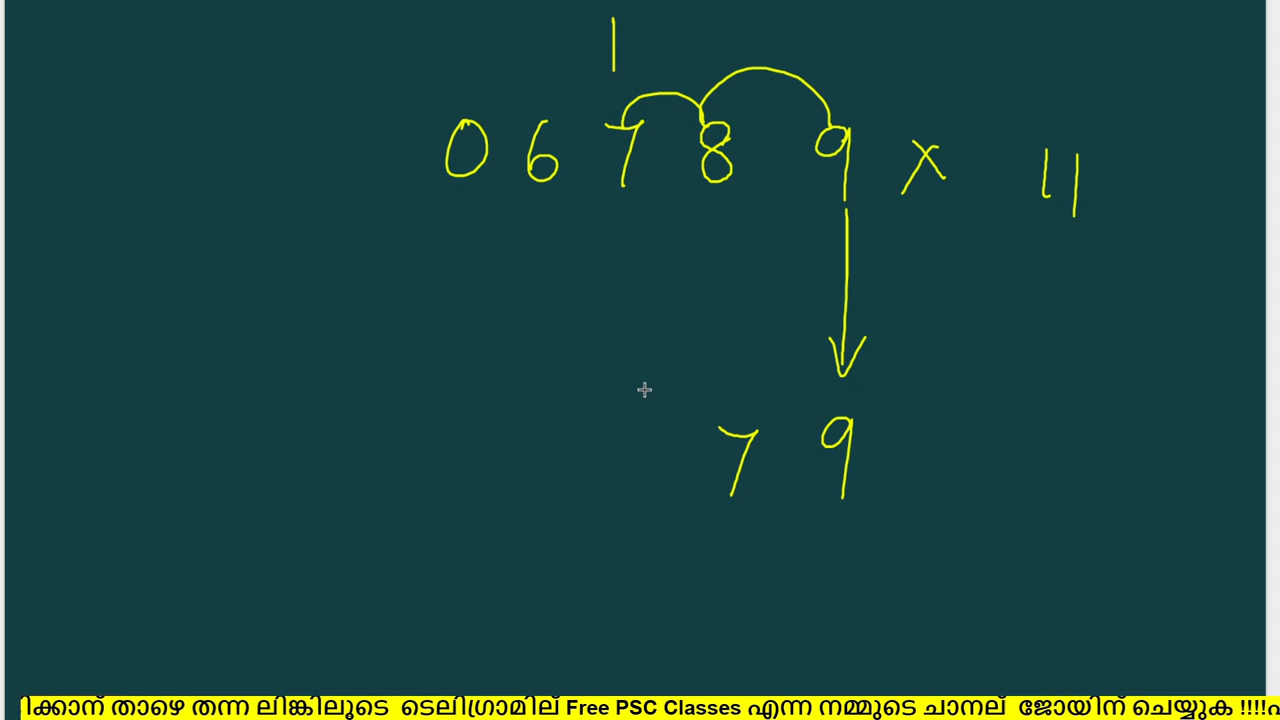 1
0 6 7 8 9 x 11
7 9
ിക്കാന് താഴെ തന്ന ലിങ്കിലൂടെ ടെലിഗ്രാമില് Free PSC Classes എന്ന നമ്മുടെ ചാനല് ജോയിന് ചെയ്യുക !!!!